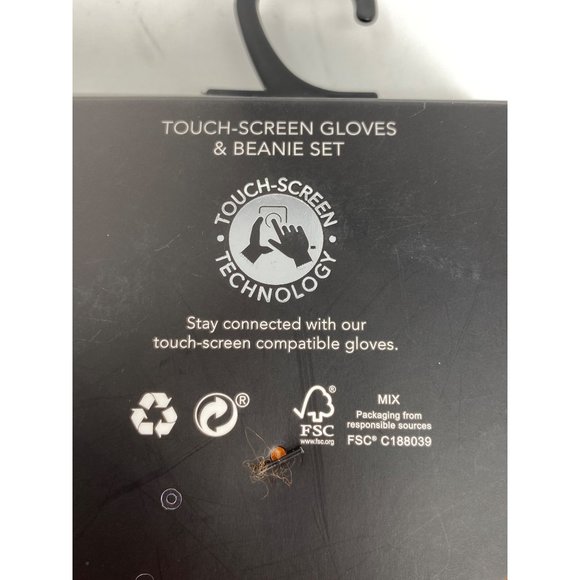 TOUCH-SCREEN GLOVES
& BEANIE SET
TOUCH-SCREEN
TECHNOLOGY
Stay connected with our
touch-screen compatible gloves.
®
FSC
www.fsc.org
MIX
Packaging from
responsible sources
FSC® C188039